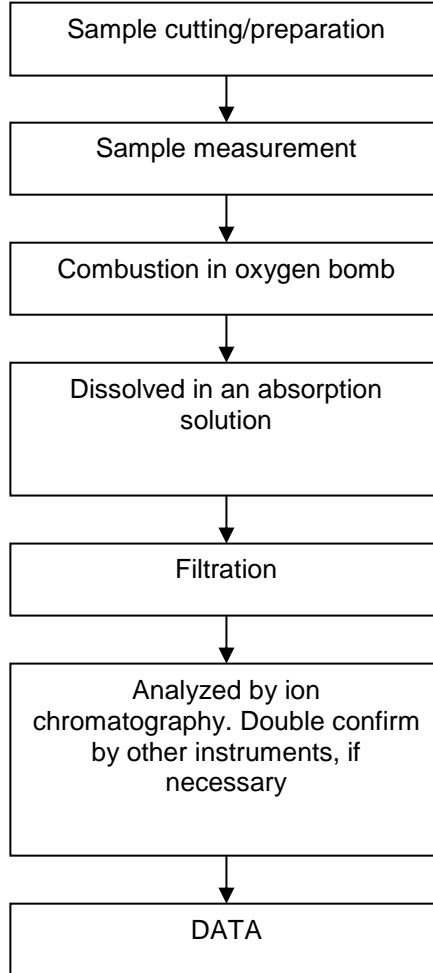 Sample cutting/preparation
Sample measurement
Combustion in oxygen bomb
Dissolved in an absorption
solution
Filtration
Analyzed by ion
chromatography. Double confirm
by other instruments, if
necessary
DATA